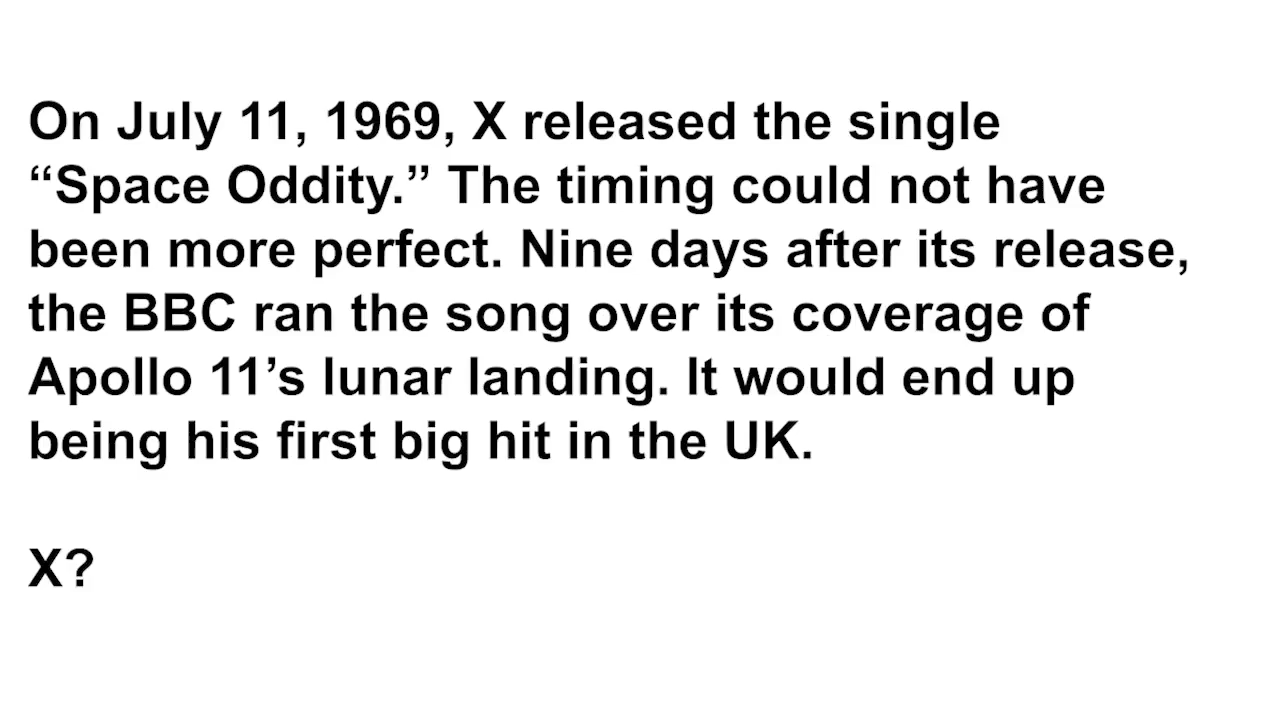 On July 11, 1969, X released the single
“Space Oddity.” The timing could not have
been more perfect. Nine days after its release,
the BBC ran the song over its coverage of
Apollo 11’s lunar landing. It would end up
being his first big hit in the UK.
X?